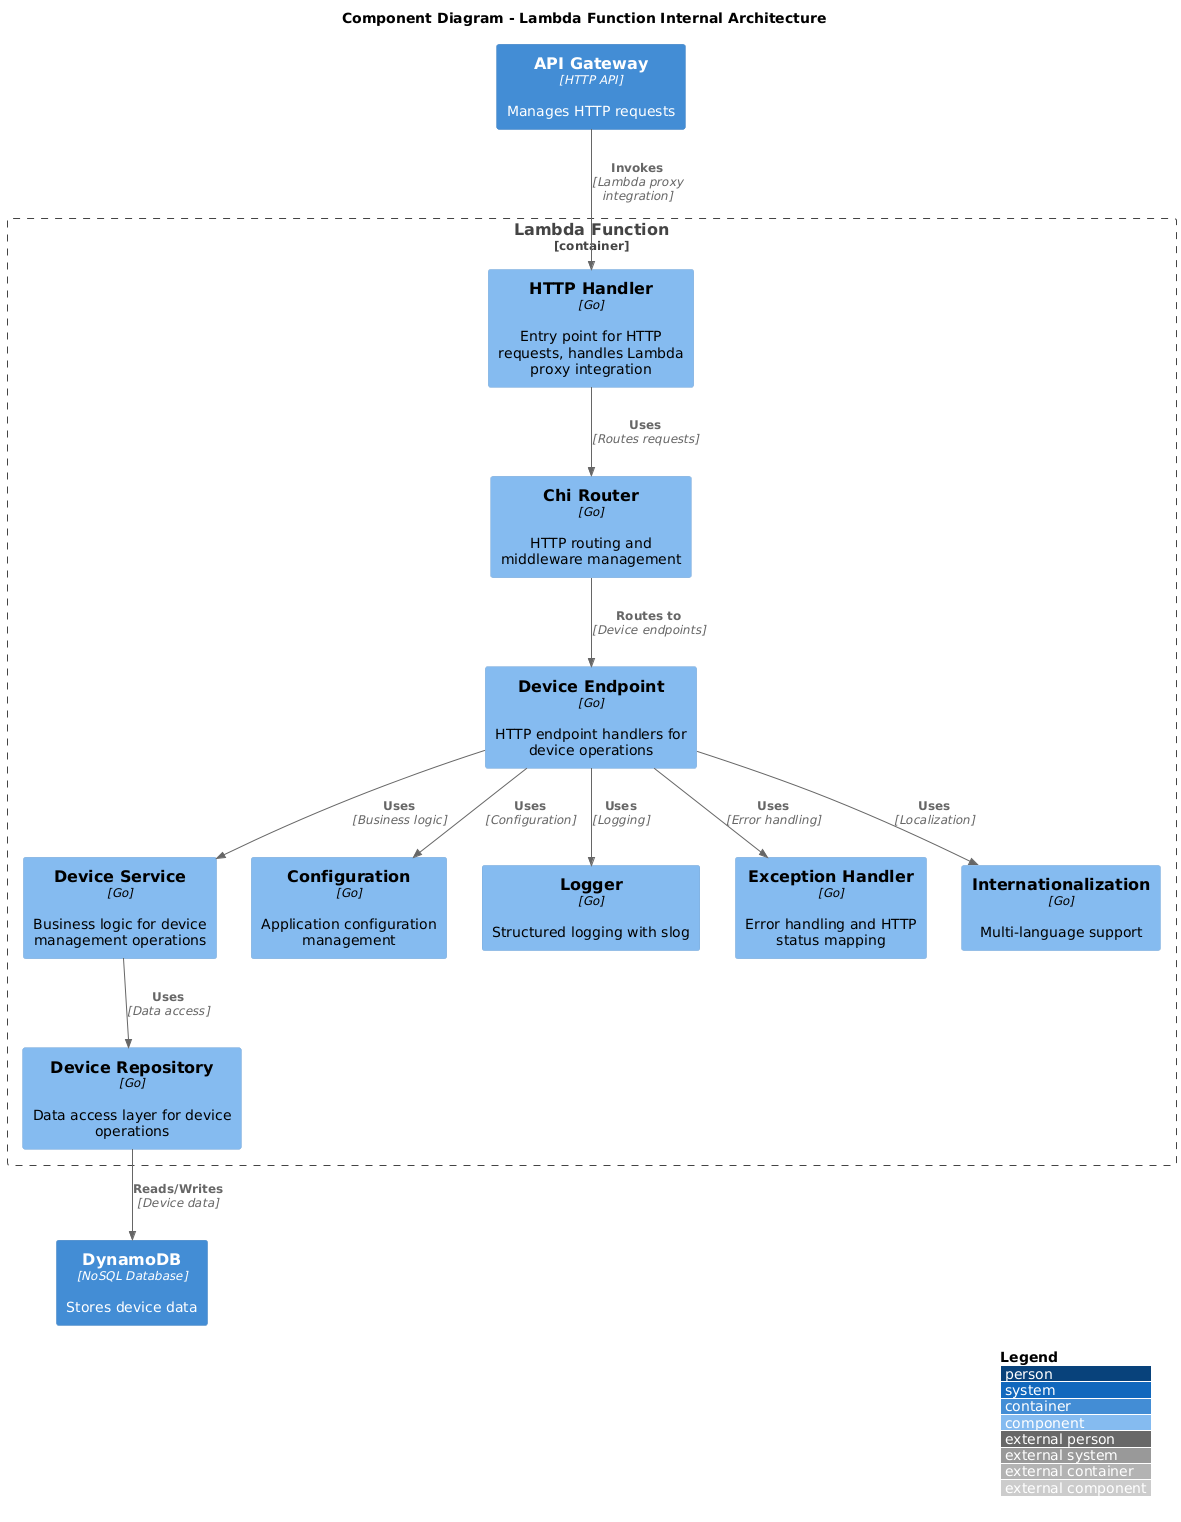 Component Diagram - Lambda Function Internal Architecture
API Gateway
[HTTP API]
Manages HTTP requests
Invokes
[Lambda proxy
integration]
Lambda Function
[container]
HTTP Handler
[Go]
Entry point for HTTP
requests, handles Lambda
proxy integration
Uses
[Routes requests]
Chi Router
[Go]
HTTP routing and
middleware management
Routes to
[Device endpoints]
Device Endpoint
[Go]
HTTP endpoint handlers for
device operations
Uses
[Business logic]
Uses
[Configuration]
Uses
[Logging]
Uses
[Error handling]
Uses
[Localization]
Device Service
[Go]
Business logic for device
management operations
Configuration
[Go]
Application configuration
management
Logger
[Go]
Structured logging with slog
Exception Handler
[Go]
Error handling and HTTP
status mapping
Internationalization
[Go]
Multi-language support
Uses
[Data access]
Device Repository
[Go]
Data access layer for device
operations
Reads/Writes
[Device data]
DynamoDB
[NoSQL Database]
Stores device data
Legend
person
system
container
component
external person
external system
external container
external component